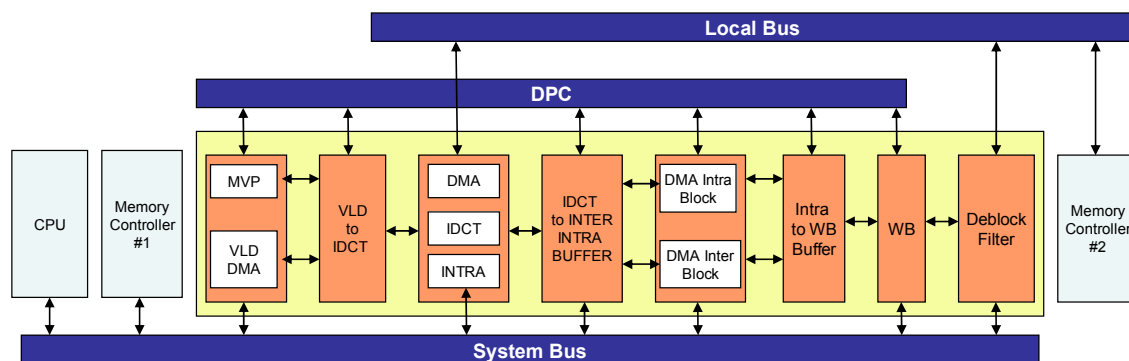 Local Bus
DPC
CPU
Memory
Controller
#1
MVP
VLD
DMA
VLD
to
IDCT
DMA
IDCT
INTRA
IDCT
to INTER
INTRA
BUFFER
DMA Intra
Block
DMA Inter
Block
Intra
to WB
Buffer
WB
Deblock
Filter
Memory
Controller
#2
System Bus